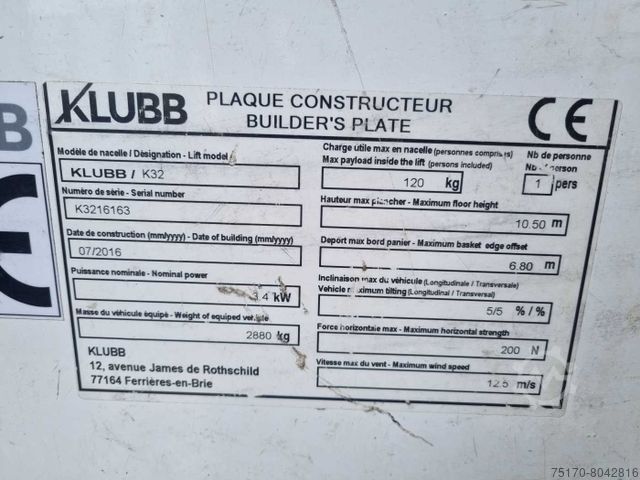 B
KLUBB
PLAQUE CONSTRUCTEUR
BUILDER'S PLATE
CE
Modèle de nacelle / Désignation - Lift model
KLUBB / K32
Numéro de série - Serial number
K3216163
Date de construction (mm/yyyy) - Date of building (mm/yyyy)
07/2016
Puissance nominale - Nominal power
3.4 kW
Masse du véhicule équipé - Weight of equiped vehicle
2880 kg
KLUBB
12, avenue James de Rothschild
77164 Ferrières-en-Brie
Charge utile max en nacelle (personnes comprises)
Max payload inside the lift (persons included)
120 kg
Nb de personne
Nb of person
1 pers
Hauteur max plancher - Maximum floor height
10.50 m
Deport max bord panier - Maximum basket edge offset
6.80 m
Inclinaison max du véhicule (Longitudinale / Transversale)
Vehicle maximum tilting (Longitudinal / Transversal)
5/5 % / %
Force horizontale max - Maximum horizontal strength
200 N
Vitesse max du vent - Maximum wind speed
12.5 m/s
75170-8042816